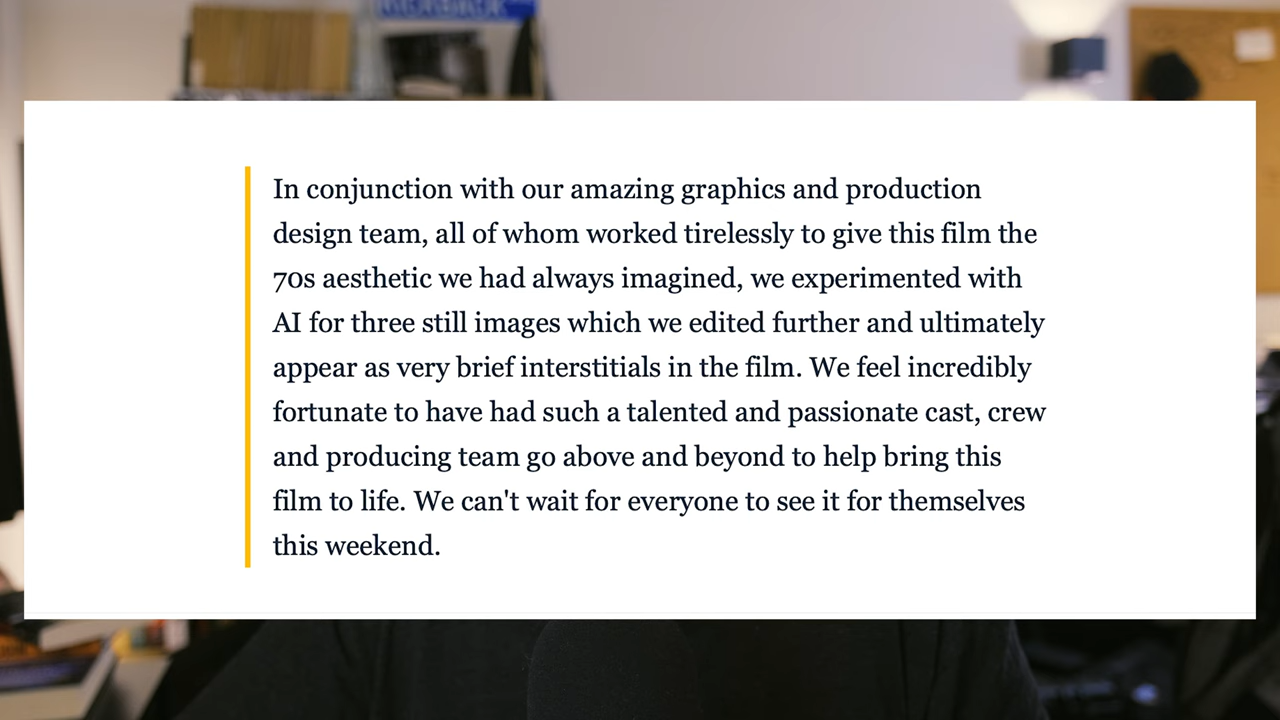 In conjunction with our amazing graphics and production
design team, all of whom worked tirelessly to give this film the
70s aesthetic we had always imagined, we experimented with
AI for three still images which we edited further and ultimately
appear as very brief interstitials in the film. We feel incredibly
fortunate to have had such a talented and passionate cast, crew
and producing team go above and beyond to help bring this
film to life. We can't wait for everyone to see it for themselves
this weekend.